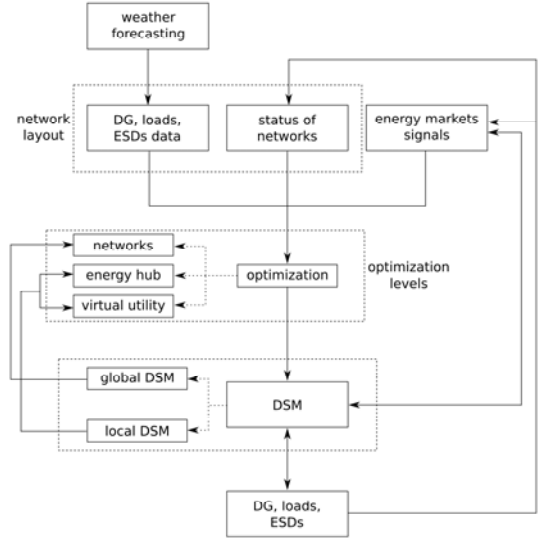 weather
forecasting
network
layout
DG, loads,
ESDs data
status of
networks
energy markets
signals
networks
energy hub
virtual utility
optimization
optimization
levels
global DSM
local DSM
DSM
DG, loads,
ESDs